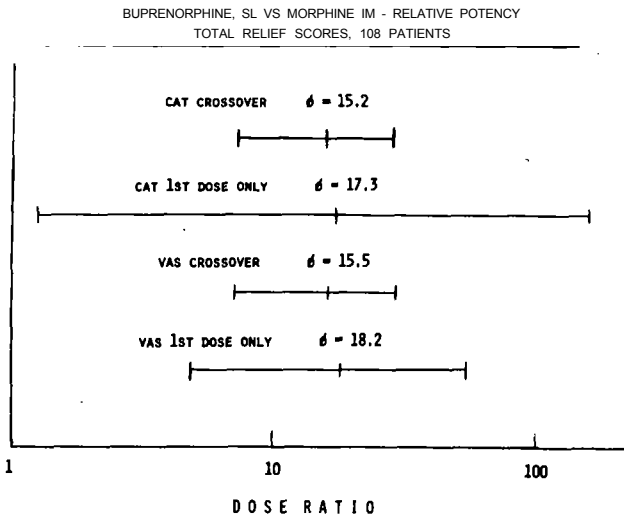 BUPRENORPHINE, SL VS MORPHINE IM - RELATIVE POTENCY
TOTAL RELIEF SCORES, 108 PATIENTS
CAT CROSSOVER ϕ = 15.2
CAT 1ST DOSE ONLY ϕ = 17.3
VAS CROSSOVER ϕ = 15.5
VAS 1ST DOSE ONLY ϕ = 18.2
1 10 100
DOSE RATIO